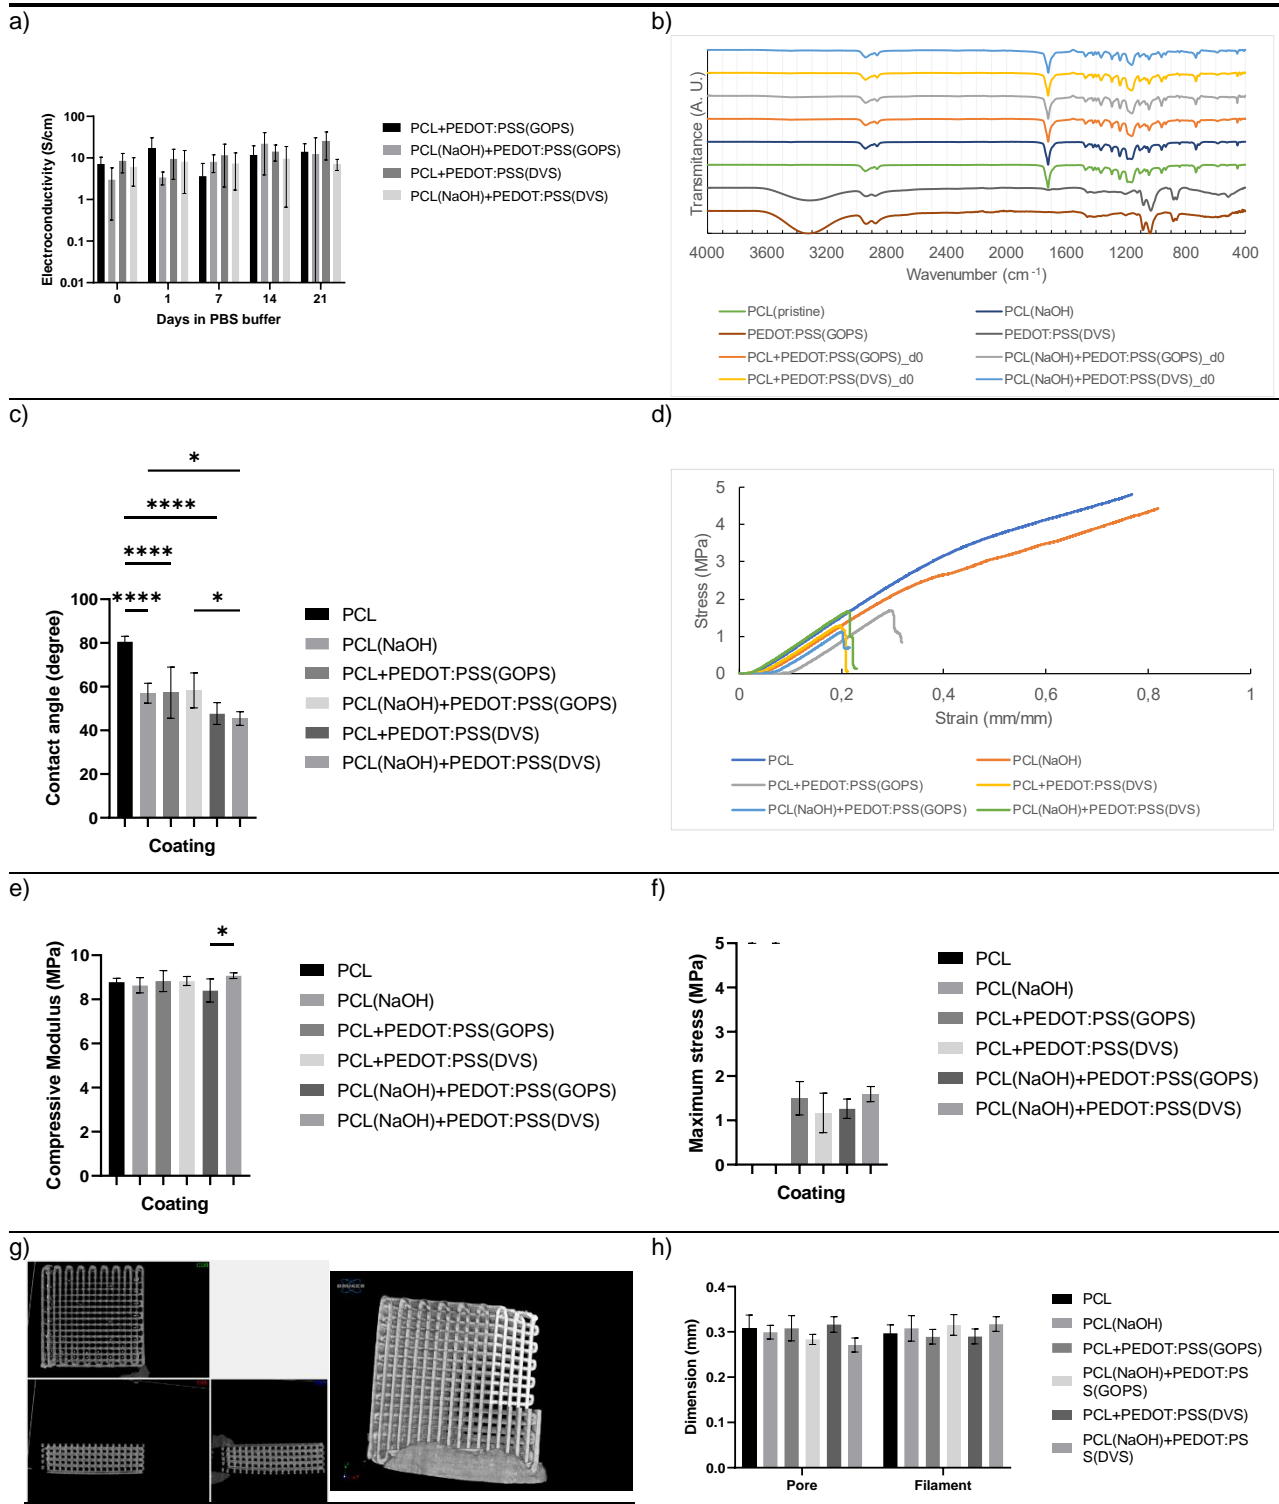 a)
100
10
1
0.1
0.01
Electroconductivity (S/cm)
0 1 7 14 21
Days in PBS buffer
PCL+PEDOT:PSS(GOPS)
PCL(NaOH)+PEDOT:PSS(GOPS)
PCL+PEDOT:PSS(DVS)
PCL(NaOH)+PEDOT:PSS(DVS)
b)
Transmitance (A. U.)
4000 3600 3200 2800 2400 2000 1600 1200 800 400
Wavenumber (cm⁻¹)
PCL(pristine) PCL(NaOH)
PEDOT:PSS(GOPS) PEDOT:PSS(DVS)
PCL+PEDOT:PSS(GOPS)_d0 PCL(NaOH)+PEDOT:PSS(GOPS)_d0
PCL+PEDOT:PSS(DVS)_d0 PCL(NaOH)+PEDOT:PSS(DVS)_d0
c)
*
****
****
**** *
100
80
60
40
20
0
Contact angle (degree)
Coating
PCL
PCL(NaOH)
PCL+PEDOT:PSS(GOPS)
PCL(NaOH)+PEDOT:PSS(GOPS)
PCL+PEDOT:PSS(DVS)
PCL(NaOH)+PEDOT:PSS(DVS)
d)
5
4
3
2
1
0
Stress (MPa)
0 0,2 0,4 0,6 0,8 1
Strain (mm/mm)
PCL PCL(NaOH)
PCL+PEDOT:PSS(GOPS) PCL+PEDOT:PSS(DVS)
PCL(NaOH)+PEDOT:PSS(GOPS) PCL(NaOH)+PEDOT:PSS(DVS)
e)
*
10
8
6
4
2
0
Compressive Modulus (MPa)
Coating
PCL
PCL(NaOH)
PCL+PEDOT:PSS(GOPS)
PCL+PEDOT:PSS(DVS)
PCL(NaOH)+PEDOT:PSS(GOPS)
PCL(NaOH)+PEDOT:PSS(DVS)
f)
5
4
3
2
1
0
Maximum stress (MPa)
Coating
PCL
PCL(NaOH)
PCL+PEDOT:PSS(GOPS)
PCL+PEDOT:PSS(DVS)
PCL(NaOH)+PEDOT:PSS(GOPS)
PCL(NaOH)+PEDOT:PSS(DVS)
g)
BRUKER
h)
0.4
0.3
0.2
0.1
0.0
Dimension (mm)
Pore Filament
PCL
PCL(NaOH)
PCL+PEDOT:PSS(GOPS)
PCL(NaOH)+PEDOT:PS
S(GOPS)
PCL+PEDOT:PSS(DVS)
PCL(NaOH)+PEDOT:PS
S(DVS)